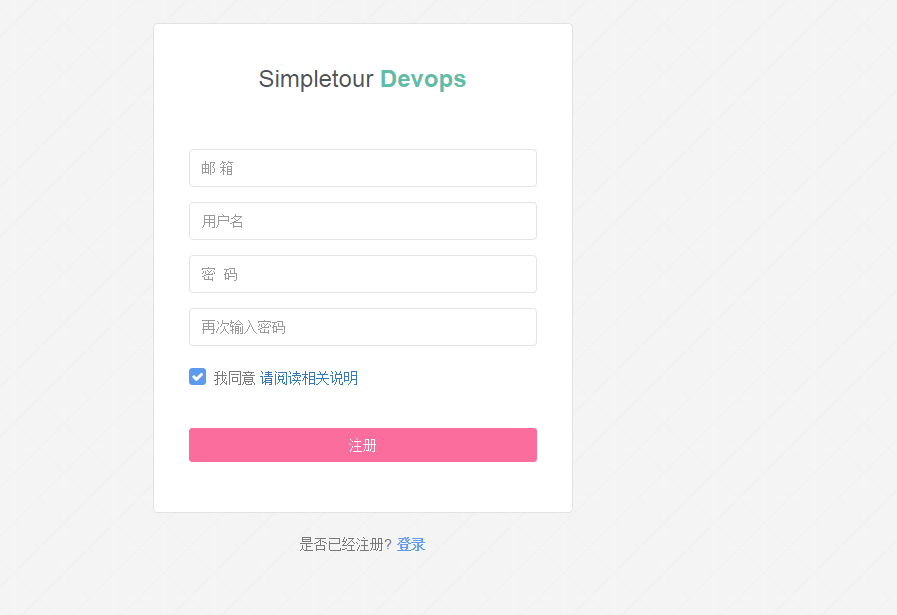 Simpletour Devops
邮 箱
用户名
密  码
再次输入密码
我同意 请阅读相关说明
注册
是否已经注册? 登录